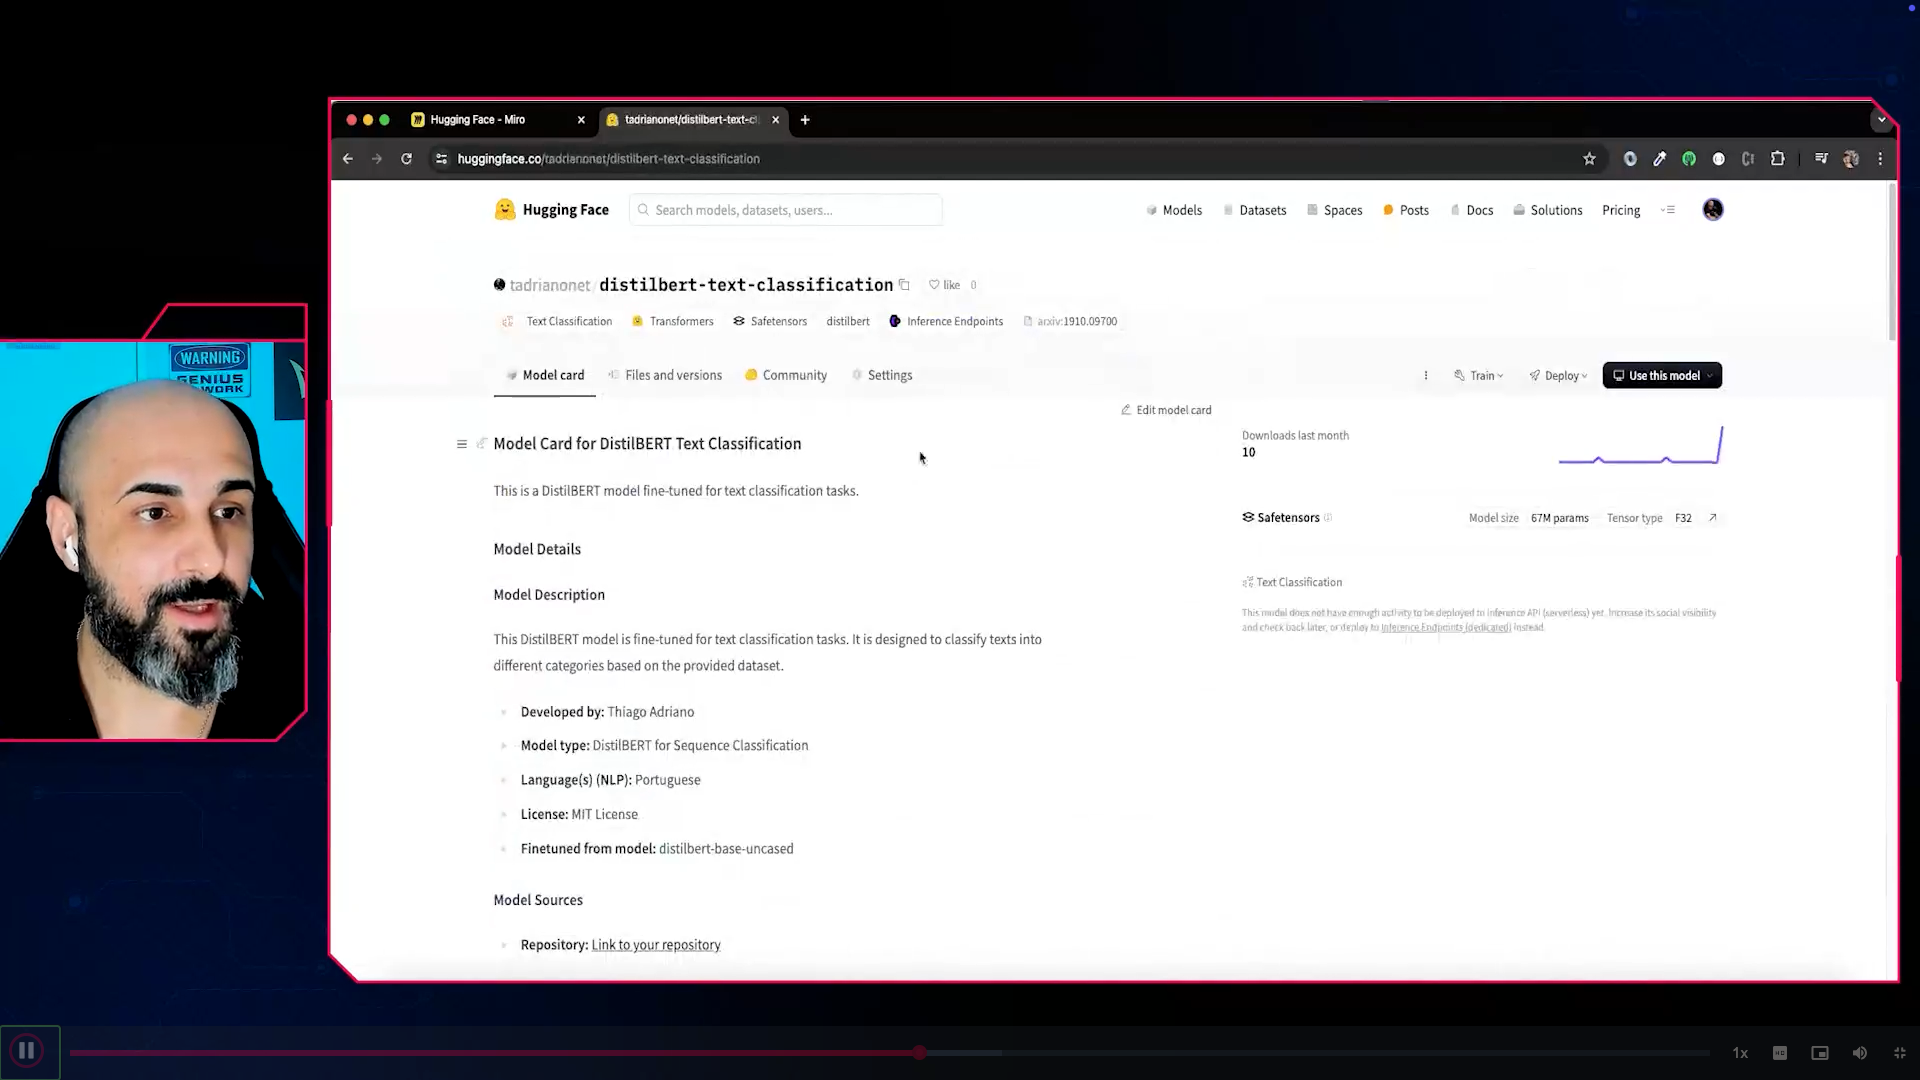 Hugging Face - Miro
tadrianonet/distilbert-text-cl
huggingface.co/tadrianonet/distilbert-text-classification
Hugging Face
Search models, datasets, users...
Models
Datasets
Spaces
Posts
Docs
Solutions
Pricing
tadrianonet/distilbert-text-classification
like 0
Text Classification
Transformers
Safetensors
distilbert
Inference Endpoints
arxiv:1910.09700
Model card
Files and versions
Community
Settings
Train
Deploy
Use this model
Edit model card
Model Card for DistilBERT Text Classification
This is a DistilBERT model fine-tuned for text classification tasks.
Model Details
Model Description
This DistilBERT model is fine-tuned for text classification tasks. It is designed to classify texts into
different categories based on the provided dataset.
Developed by: Thiago Adriano
Model type: DistilBERT for Sequence Classification
Language(s) (NLP): Portuguese
License: MIT License
Finetuned from model: distilbert-base-uncased
Model Sources
Repository: Link to your repository
Downloads last month
10
Safetensors
Model size 67M params Tensor type F32
Text Classification
This model does not have enough activity to be deployed to Inference API (serverless) yet. Increase its social visibility
and check back later, or deploy to Inference Endpoints (dedicated) instead.
WARNING
GENIUS
WORK
1x